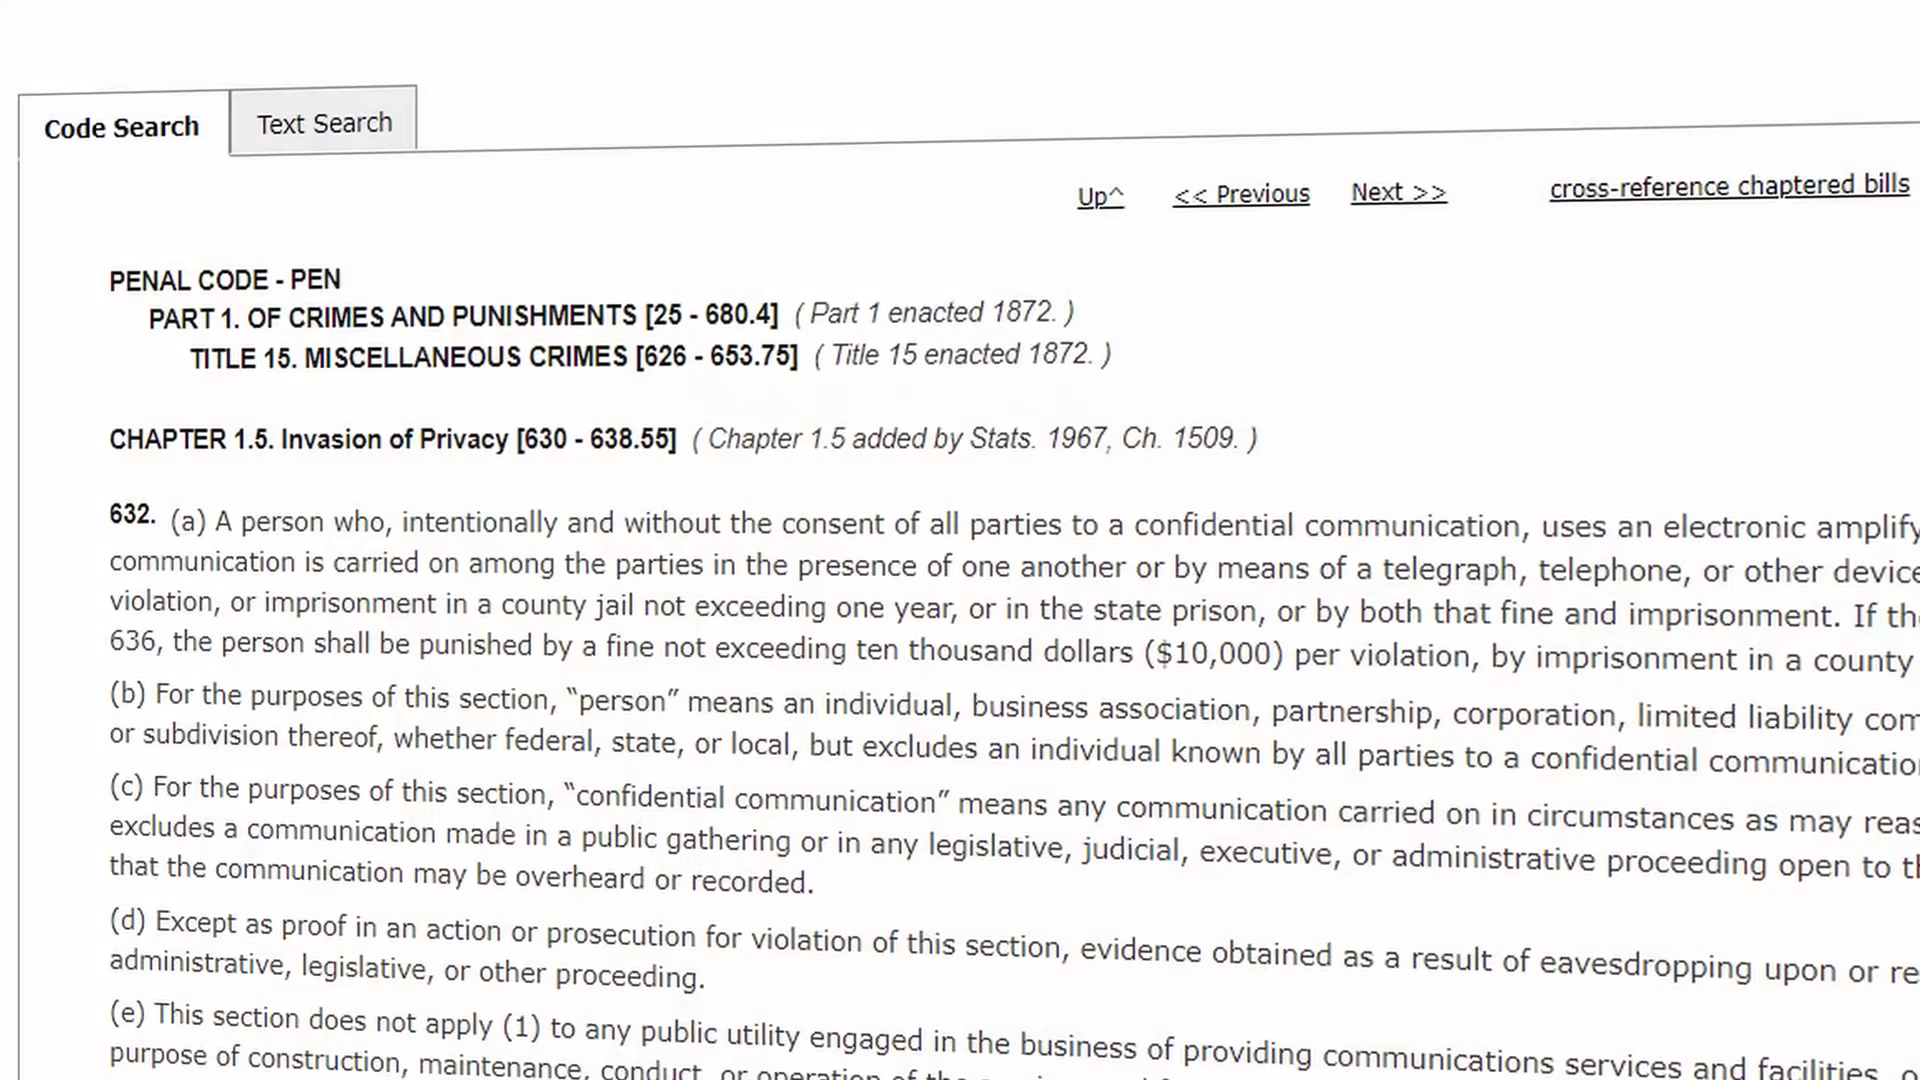 Code Search Text Search
Up^ << Previous Next >> cross-reference chaptered bills
PENAL CODE - PEN
PART 1. OF CRIMES AND PUNISHMENTS [25 - 680.4] ( Part 1 enacted 1872. )
TITLE 15. MISCELLANEOUS CRIMES [626 - 653.75] ( Title 15 enacted 1872. )
CHAPTER 1.5. Invasion of Privacy [630 - 638.55] ( Chapter 1.5 added by Stats. 1967, Ch. 1509. )
632. (a) A person who, intentionally and without the consent of all parties to a confidential communication, uses an electronic amplify
communication is carried on among the parties in the presence of one another or by means of a telegraph, telephone, or other device
violation, or imprisonment in a county jail not exceeding one year, or in the state prison, or by both that fine and imprisonment. If th
636, the person shall be punished by a fine not exceeding ten thousand dollars ($10,000) per violation, by imprisonment in a county
(b) For the purposes of this section, “person” means an individual, business association, partnership, corporation, limited liability com
or subdivision thereof, whether federal, state, or local, but excludes an individual known by all parties to a confidential communicatio
(c) For the purposes of this section, “confidential communication” means any communication carried on in circumstances as may reas
excludes a communication made in a public gathering or in any legislative, judicial, executive, or administrative proceeding open to th
that the communication may be overheard or recorded.
(d) Except as proof in an action or prosecution for violation of this section, evidence obtained as a result of eavesdropping upon or re
administrative, legislative, or other proceeding.
(e) This section does not apply (1) to any public utility engaged in the business of providing communications services and facilities,
purpose of construction, maintenance, conduct, or operation of the